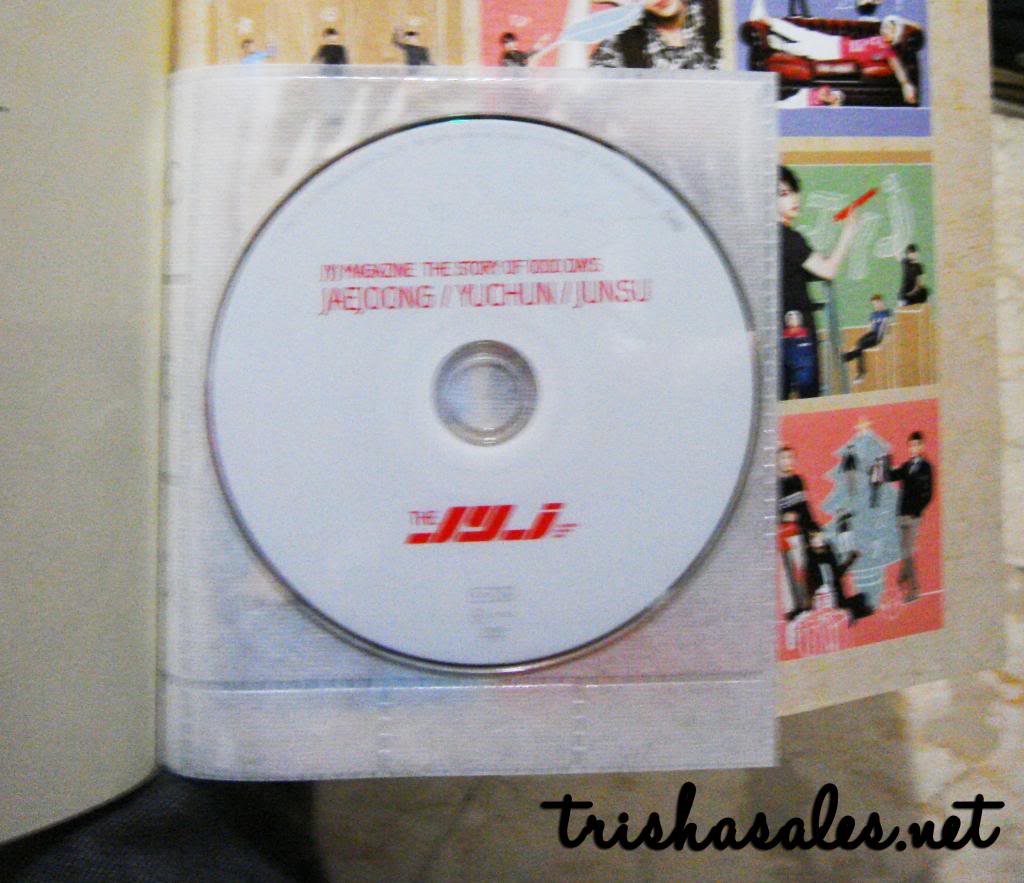 JYJ MAGAZINE THE STORY OF 1000 DAYS:
JAEJOONG // YUCHUN // JUNSU
THE JYJ
trishasales.net